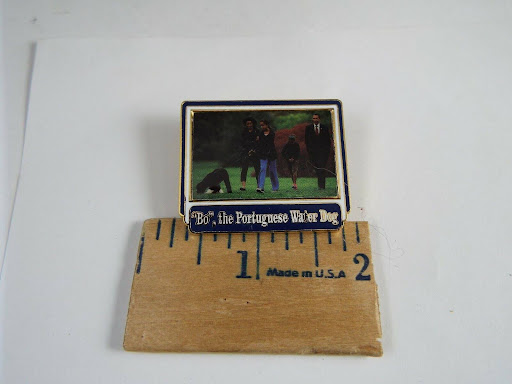 "Bo", the Portuguese Water Dog
1 MADE IN U.S.A 2